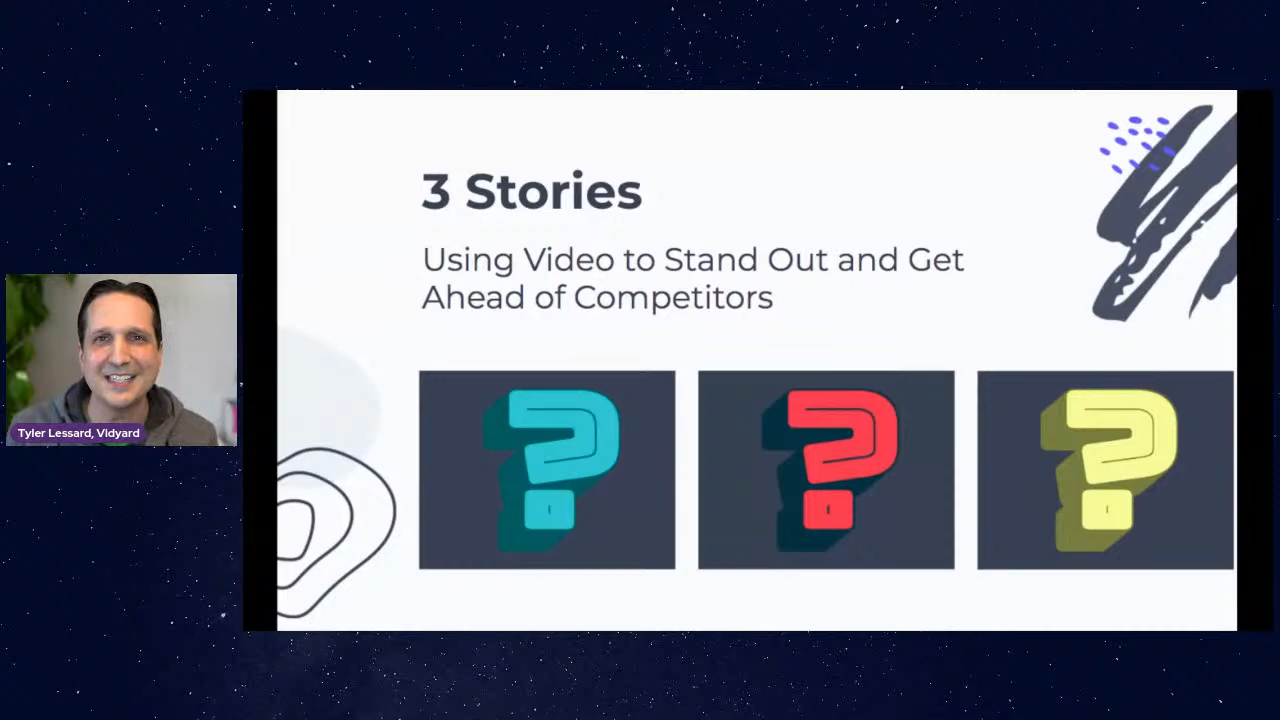 3 Stories
Using Video to Stand Out and Get
Ahead of Competitors
? ? ?
Tyler Lessard, Vidyard